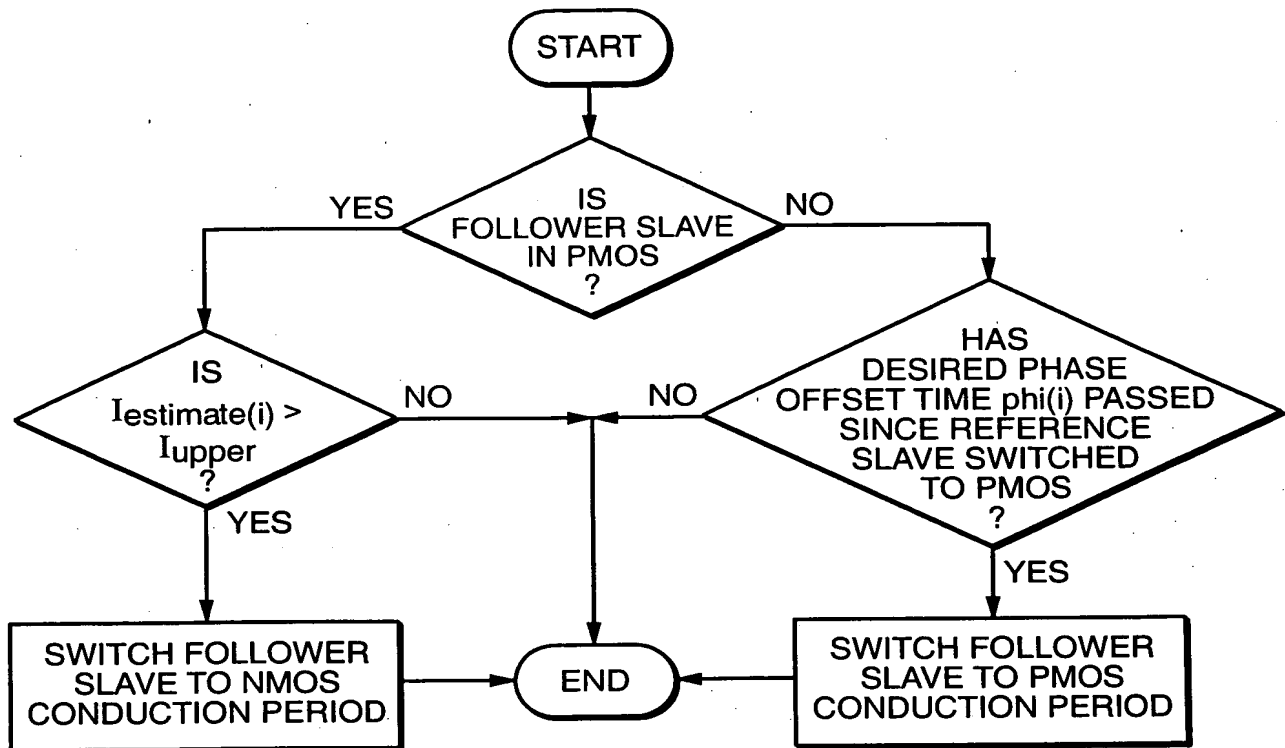 START
IS
FOLLOWER SLAVE
IN PMOS
?
YES
NO
IS
Iestimate(i) >
Iupper
?
NO
YES
HAS
DESIRED PHASE
OFFSET TIME phi(i) PASSED
SINCE REFERENCE
SLAVE SWITCHED
TO PMOS
?
NO
YES
SWITCH FOLLOWER
SLAVE TO NMOS
CONDUCTION PERIOD
END
SWITCH FOLLOWER
SLAVE TO PMOS
CONDUCTION PERIOD